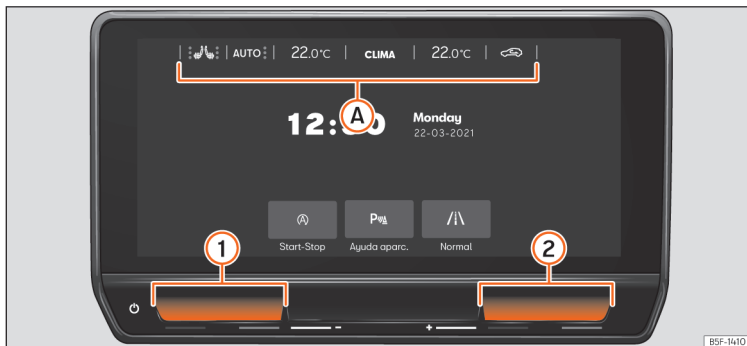 AUTO 22.0°C CLIMA 22.0°C
A
Monday
22-03-2021
A P
Start-Stop Ayuda aparc. Normal
1 2
- +
B5F-1410